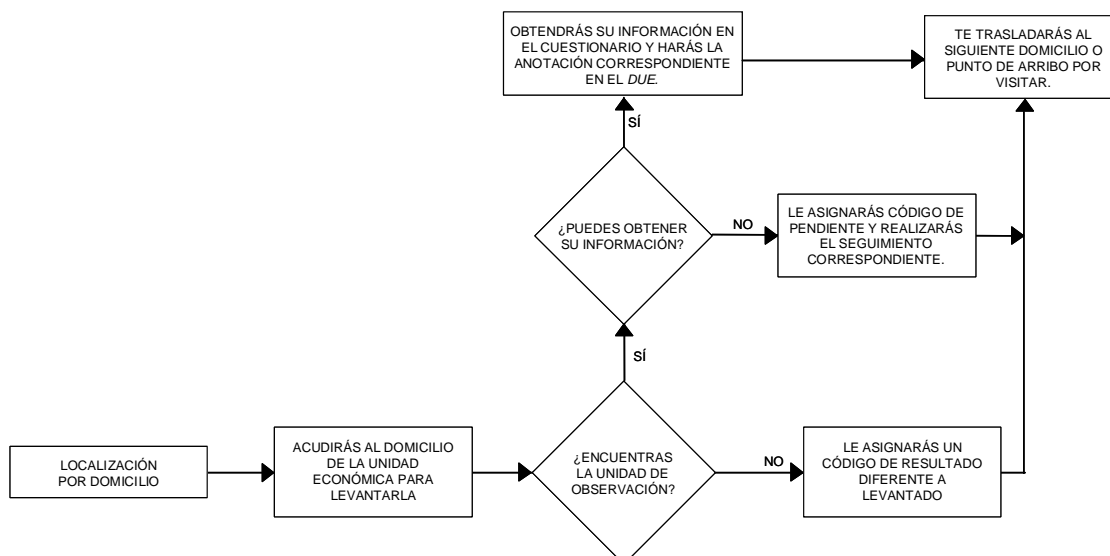 OBTENDRÁS SU INFORMACIÓN EN
EL CUESTIONARIO Y HARÁS LA
ANOTACIÓN CORRESPONDIENTE
EN EL DUE.
TE TRASLADARÁS AL
SIGUIENTE DOMICILIO O
PUNTO DE ARRIBO POR
VISITAR.
SÍ
¿PUEDES OBTENER
SU INFORMACIÓN?
NO
LE ASIGNARÁS CÓDIGO DE
PENDIENTE Y REALIZARÁS
EL SEGUIMIENTO
CORRESPONDIENTE.
SÍ
LOCALIZACIÓN
POR DOMICILIO
ACUDIRÁS AL DOMICILIO
DE LA UNIDAD
ECONÓMICA PARA
LEVANTARLA
¿ENCUENTRAS
LA UNIDAD DE
OBSERVACIÓN?
NO
LE ASIGNARÁS UN
CÓDIGO DE RESULTADO
DIFERENTE A
LEVANTADO